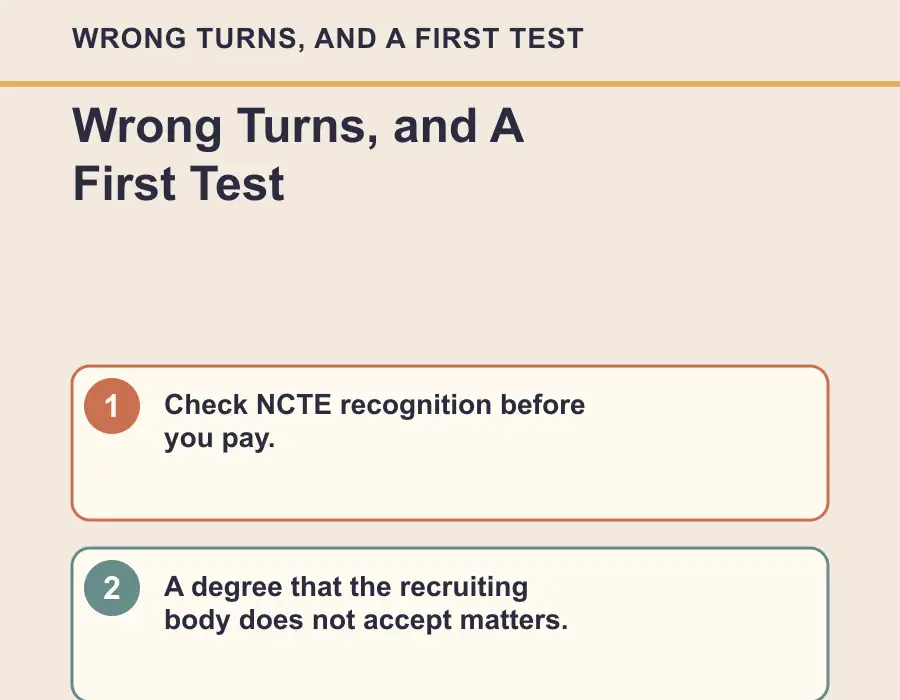 WRONG TURNS, AND A FIRST TEST
Wrong Turns, and A
First Test
1
Check NCTE recognition before
you pay.
2
A degree that the recruiting
body does not accept matters.